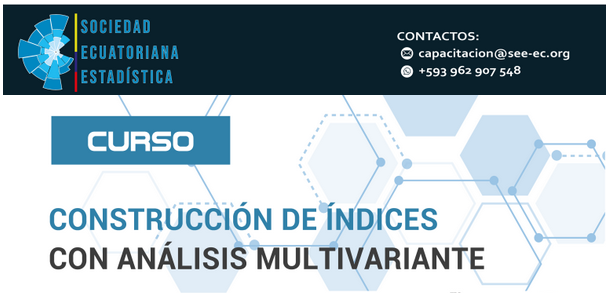 SOCIEDAD
ECUATORIANA
ESTADÍSTICA
CONTACTOS:
capacitacion@see-ec.org
+593 962 907 548
CURSO
CONSTRUCCIÓN DE ÍNDICES
CON ANÁLISIS MULTIVARIANTE